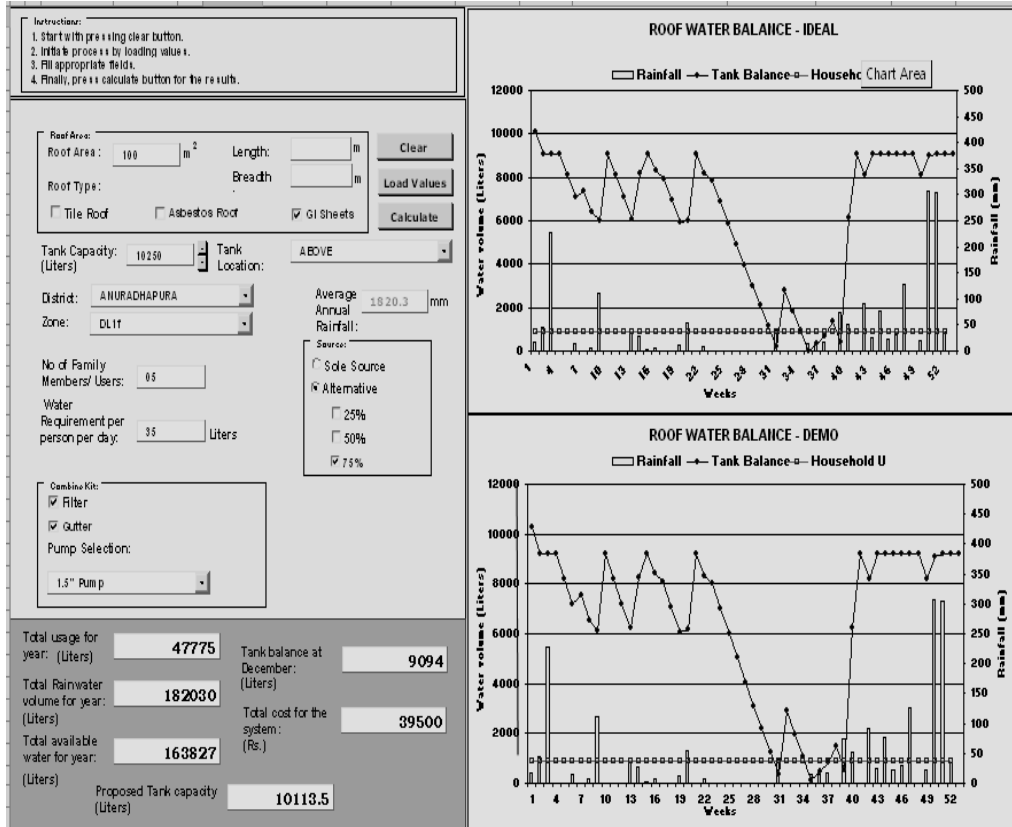 Instructions:
1. Start with pressing clear button.
2. Initiate process by loading values.
3. Fill appropriate fields.
4. Finally, press calculate button for the results.
Roof Area:
Roof Area: 100 m 2
Length: m
Breadth m
Roof Type:
Tile Roof
Asbestos Roof
GI Sheets
Clear
Load Values
Calculate
Tank Capacity: 10250
(Liters)
Tank
Location:
ABOVE
District: ANURADHAPURA
Zone: DL1f
Average
Annual
Rainfall:
1820.3 mm
No of Family
Members/ Users: 05
Water
Requirement per
person per day: 35 Liters
Source:
Sole Source
Alternative
25%
50%
75%
Combine Kit:
Filter
Gutter
Pump Selection:
1.5" Pump
Total usage for
year: (Liters)
47775
Total Rainwater
volume for year:
(Liters)
182030
Total available
water for year:
(Liters)
163827
Tank balance at
December:
(Liters)
9094
Total cost for the
system:
(Rs.)
39500
Proposed Tank capacity
(Liters)
10113.5
ROOF WATER BALANCE - IDEAL
Rainfall Tank Balance Househo
Chart Area
12000
10000
8000
6000
4000
2000
0
Water volume (Liters)
500
450
400
350
300
250
200
150
100
50
0
Rainfall (mm)
1 4 7 10 13 16 19 22 25 28 31 34 37 40 43 46 49 52
Weeks
ROOF WATER BALANCE - DEMO
Rainfall Tank Balance Household U
12000
10000
8000
6000
4000
2000
0
Water volume (Liters)
500
450
400
350
300
250
200
150
100
50
0
Rainfall (mm)
1 4 7 10 13 16 19 22 25 28 31 34 37 40 43 46 49 52
Weeks